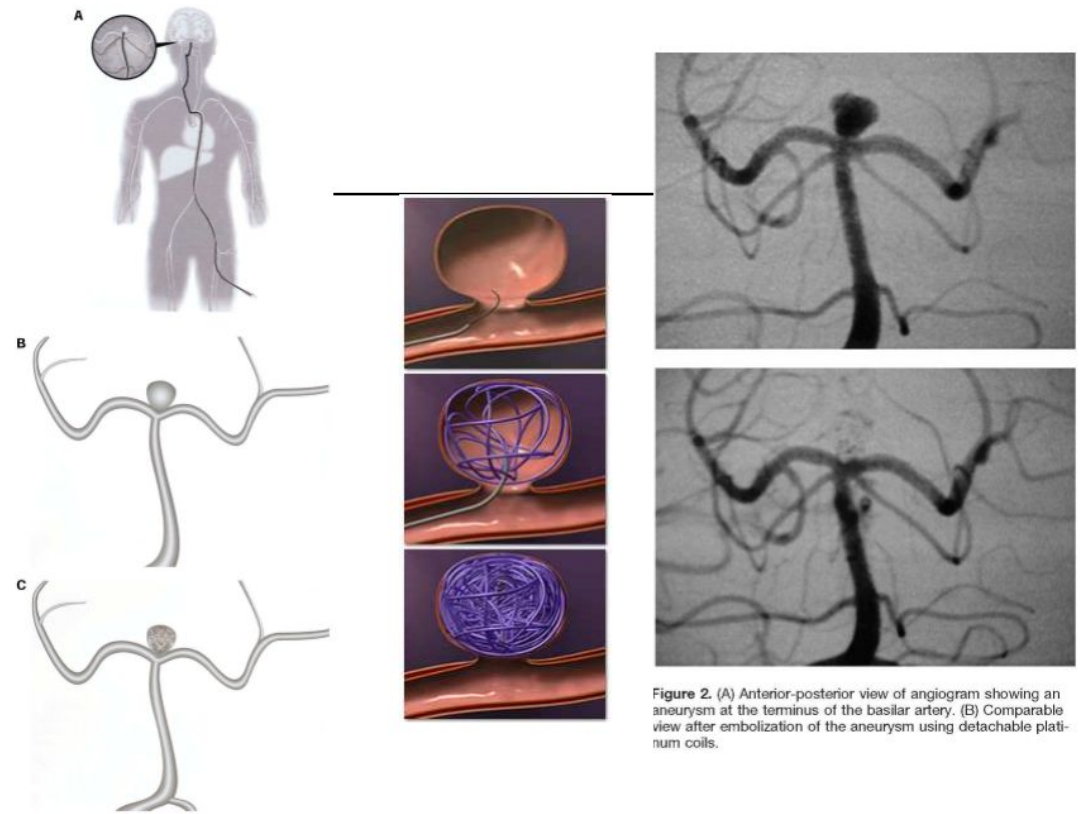 A
B
C
Figure 2. (A) Anterior-posterior view of angiogram showing an
aneurysm at the terminus of the basilar artery. (B) Comparable
view after embolization of the aneurysm using detachable plati-
num coils.